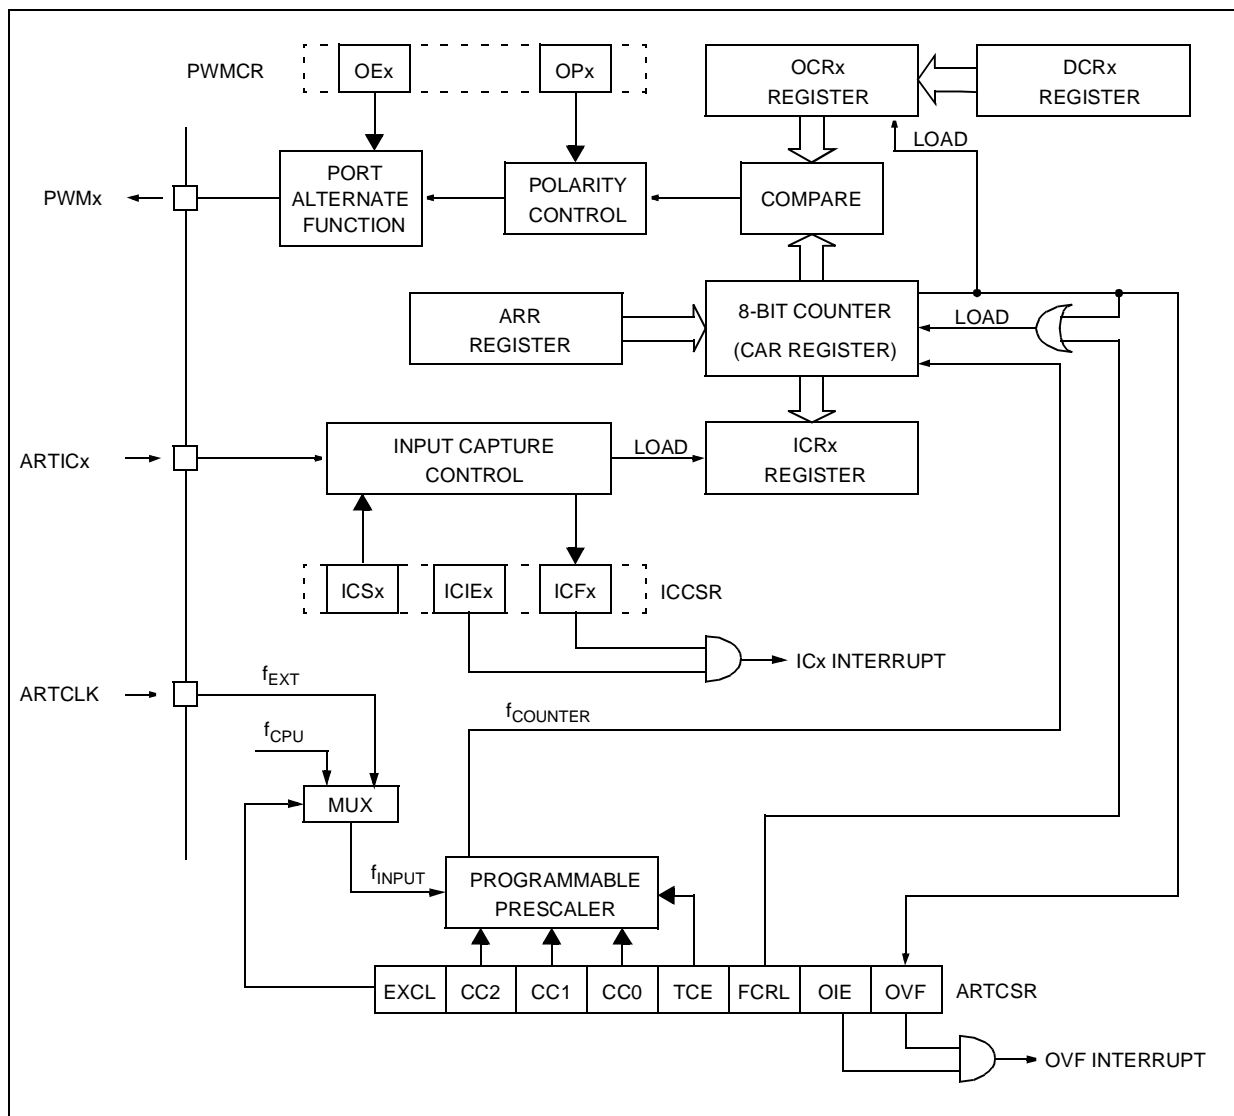 PWMCR
OEx
OPx
OCRx
REGISTER
DCRx
REGISTER
LOAD
PWMx
PORT
ALTERNATE
FUNCTION
POLARITY
CONTROL
COMPARE
ARR
REGISTER
8-BIT COUNTER
(CAR REGISTER)
LOAD
ARTICx
INPUT CAPTURE
CONTROL
LOAD
ICRx
REGISTER
ICSx
ICIEx
ICFx
ICCSR
ICx INTERRUPT
ARTCLK
fEXT
fCPU
fCOUNTER
MUX
fINPUT
PROGRAMMABLE
PRESCALER
EXCL
CC2
CC1
CC0
TCE
FCRL
OIE
OVF
ARTCSR
OVF INTERRUPT